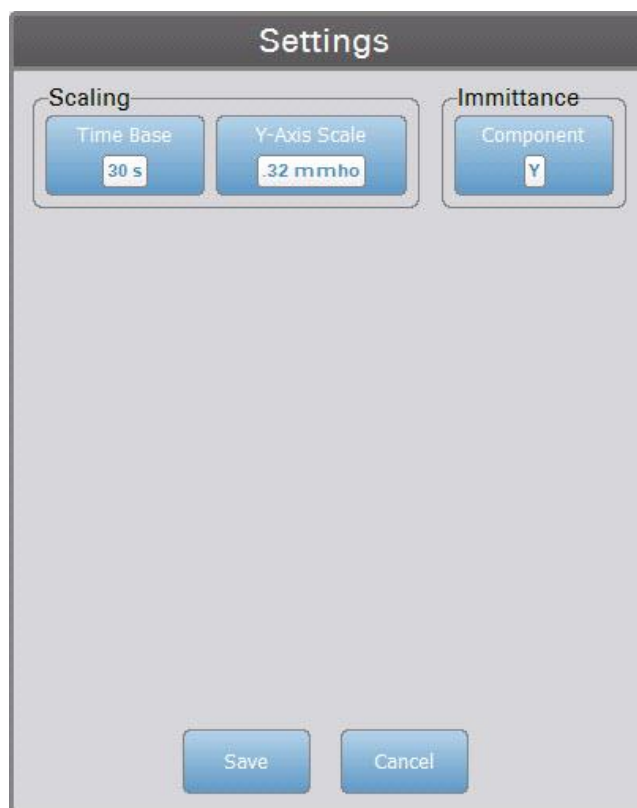 Settings
Scaling
Immittance
Time Base
Y-Axis Scale
Component
30 s
.32 mmho
Y
Save
Cancel